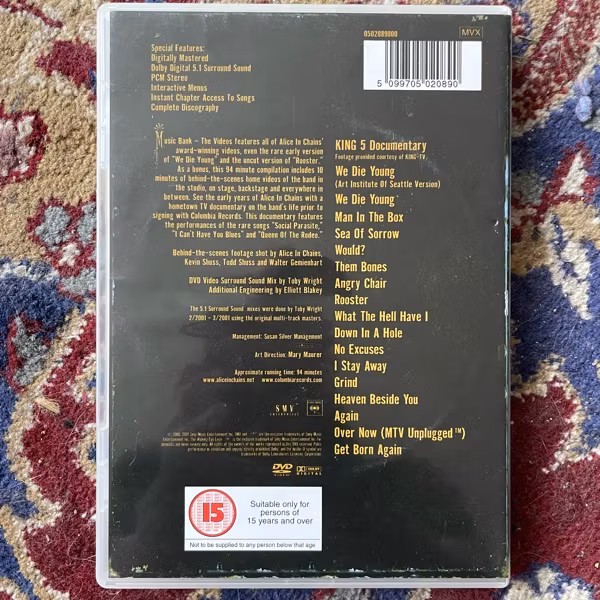 Special Features:
Digitally Mastered
Dolby Digital 5.1 Surround Sound
PCM Stereo
Interactive Menus
Instant Chapter Access To Songs
Complete Discography
0502089000
MVX
5 099705 020890
Music Bank – The Videos features all of Alice In Chains'
award-winning videos, even the rare early version
of "We Die Young" and the uncut version of "Rooster."
As a bonus, this 94 minute compilation includes 10
minutes of behind-the-scenes home videos of the band in
the studio, on stage, backstage and everywhere in
between. See the early years of Alice In Chains with a
hometown TV documentary on the band's life prior to
signing with Columbia Records. This documentary features
the performances of the rare songs "Social Parasite,"
"I Can't Have You Blues" and "Queen Of The Rodeo."
Behind-the-scenes footage shot by Alice In Chains,
Kevin Shuss, Todd Shuss and Walter Gemienhart
DVD Video Surround Sound Mix by Toby Wright
Additional Engineering by Elliott Blakey
The 5.1 Surround Sound mixes were done by Toby Wright
2/2001 - 3/2001 using the original multi-track masters.
Management: Susan Silver Management
Art Direction: Mary Maurer
Approximate running time: 94 minutes
www.aliceinchains.net www.columbiarecords.com
KING 5 Documentary
Footage provided courtesy of KING-TV
We Die Young
(Art Institute Of Seattle Version)
We Die Young
Man In The Box
Sea Of Sorrow
Would?
Them Bones
Angry Chair
Rooster
What The Hell Have I
Down In A Hole
No Excuses
I Stay Away
Grind
Heaven Beside You
Again
Over Now (MTV Unplugged™)
Get Born Again
SMV
DVD
VIDEO
DOLBY
DIGITAL
15
Suitable only for
persons of
15 years and over
Not to be supplied to any person below that age